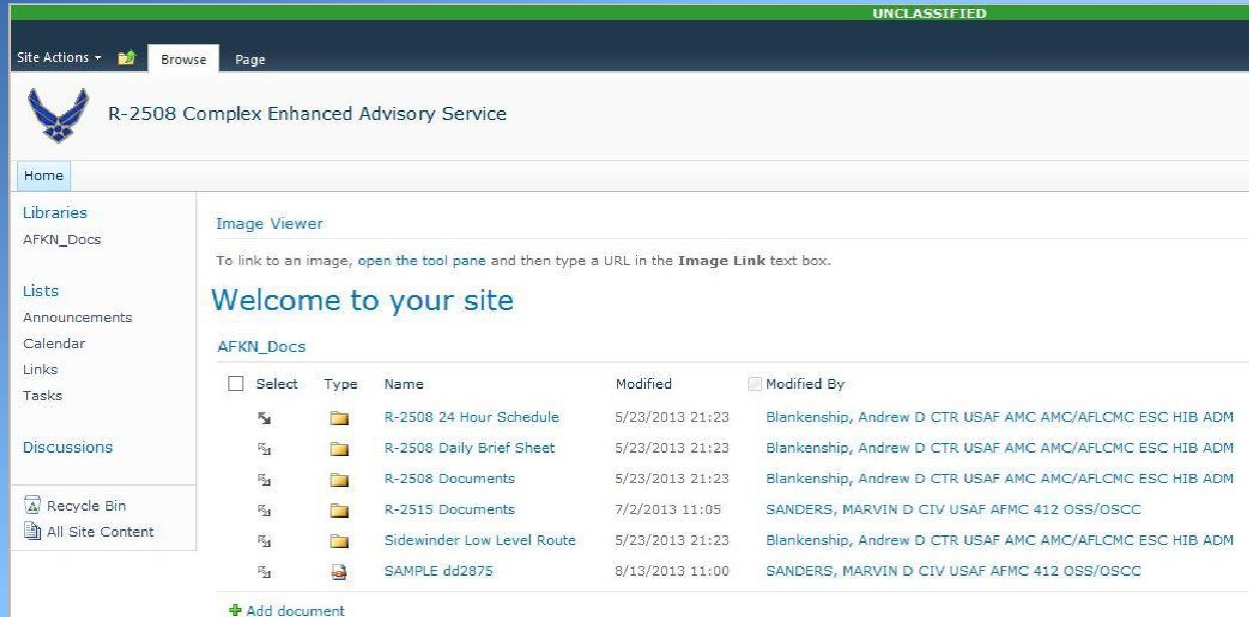 UNCLASSIFIED
Site Actions Browse Page
R-2508 Complex Enhanced Advisory Service
Home
Libraries
AFKN_Docs
Lists
Announcements
Calendar
Links
Tasks
Discussions
Recycle Bin
All Site Content
Image Viewer
To link to an image, open the tool pane and then type a URL in the Image Link text box.
Welcome to your site
AFKN_Docs
Select Type Name Modified Modified By
R-2508 24 Hour Schedule 5/23/2013 21:23 Blankenship, Andrew D CTR USAF AMC AMC/AFLCMC ESC HIB ADM
R-2508 Daily Brief Sheet 5/23/2013 21:23 Blankenship, Andrew D CTR USAF AMC AMC/AFLCMC ESC HIB ADM
R-2508 Documents 5/23/2013 21:23 Blankenship, Andrew D CTR USAF AMC AMC/AFLCMC ESC HIB ADM
R-2515 Documents 7/2/2013 11:05 SANDERS, MARVIN D CIV USAF AFMC 412 OSS/OSCC
Sidewinder Low Level Route 5/23/2013 21:23 Blankenship, Andrew D CTR USAF AMC AMC/AFLCMC ESC HIB ADM
SAMPLE dd2875 8/13/2013 11:00 SANDERS, MARVIN D CIV USAF AFMC 412 OSS/OSCC
Add document